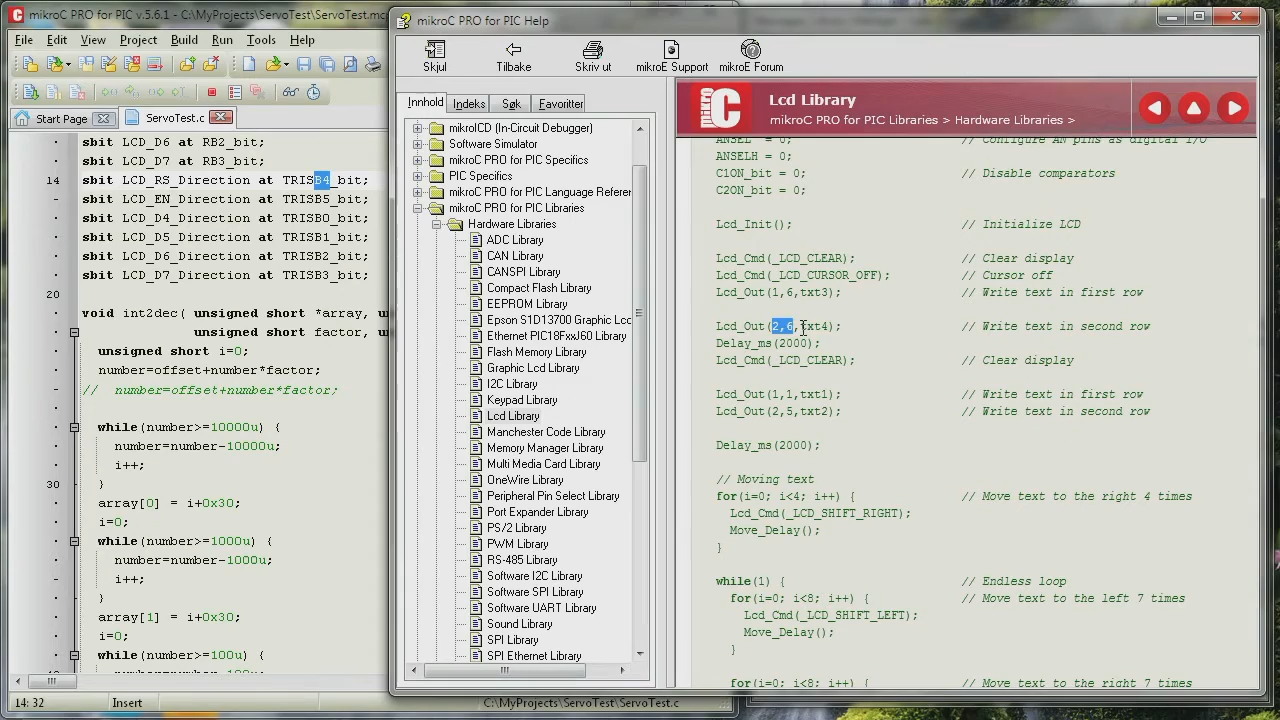 mikroC PRO for PIC v.5.6.1 - C:\MyProjects\ServoTest\ServoTest.mc
File Edit View Project Build Run Tools Help
Start Page
ServoTest.c
sbit LCD_D6 at RB2_bit;
sbit LCD_D7 at RB3_bit;
14 sbit LCD_RS_Direction at TRISB4_bit;
sbit LCD_EN_Direction at TRISB5_bit;
sbit LCD_D4_Direction at TRISB0_bit;
sbit LCD_D5_Direction at TRISB1_bit;
sbit LCD_D6_Direction at TRISB2_bit;
sbit LCD_D7_Direction at TRISB3_bit;
20
void int2dec( unsigned short *array, un
unsigned short factor, un
unsigned short i=0;
number=offset+number*factor;
// number=offset+number*factor;
while(number>=10000u) {
number=number-10000u;
i++;
30 }
array[0] = i+0x30;
i=0;
while(number>=1000u) {
number=number-1000u;
i++;
}
array[1] = i+0x30;
i=0;
while(number>=100u) {
14: 32 Insert C:\MyProjects\ServoTest\ServoTest.c
mikroC PRO for PIC Help
Skjul Tilbake Skriv ut mikroE Support mikroE Forum
Innhold Indeks Søk Favoriter
mikroICD (In-Circuit Debugger)
Software Simulator
mikroC PRO for PIC Specifics
PIC Specifics
mikroC PRO for PIC Language Referer
mikroC PRO for PIC Libraries
Hardware Libraries
ADC Library
CAN Library
CANSPI Library
Compact Flash Library
EEPROM Library
Epson S1D13700 Graphic Lcd
Ethernet PIC18FxxJ60 Library
Flash Memory Library
Graphic Lcd Library
I2C Library
Keypad Library
Lcd Library
Manchester Code Library
Memory Manager Library
Multi Media Card Library
OneWire Library
Peripheral Pin Select Library
Port Expander Library
PS/2 Library
PWM Library
RS-485 Library
Software I2C Library
Software SPI Library
Software UART Library
Sound Library
SPI Library
SPI Ethernet Library
mikro C
Lcd Library
mikroC PRO for PIC Libraries > Hardware Libraries >
ANSEL = 0; // Configure AN pins as digital I/O
ANSELH = 0;
C1ON_bit = 0; // Disable comparators
C2ON_bit = 0;
Lcd_Init(); // Initialize LCD
Lcd_Cmd(_LCD_CLEAR); // Clear display
Lcd_Cmd(_LCD_CURSOR_OFF); // Cursor off
Lcd_Out(1,6,txt3); // Write text in first row
Lcd_Out(2,6,txt4); // Write text in second row
Delay_ms(2000);
Lcd_Cmd(_LCD_CLEAR); // Clear display
Lcd_Out(1,1,txt1); // Write text in first row
Lcd_Out(2,5,txt2); // Write text in second row
Delay_ms(2000);
// Moving text
for(i=0; i<4; i++) { // Move text to the right 4 times
Lcd_Cmd(_LCD_SHIFT_RIGHT);
Move_Delay();
}
while(1) { // Endless loop
for(i=0; i<8; i++) { // Move text to the left 7 times
Lcd_Cmd(_LCD_SHIFT_LEFT);
Move_Delay();
}
for(i=0; i<8; i++) { // Move text to the right 7 times